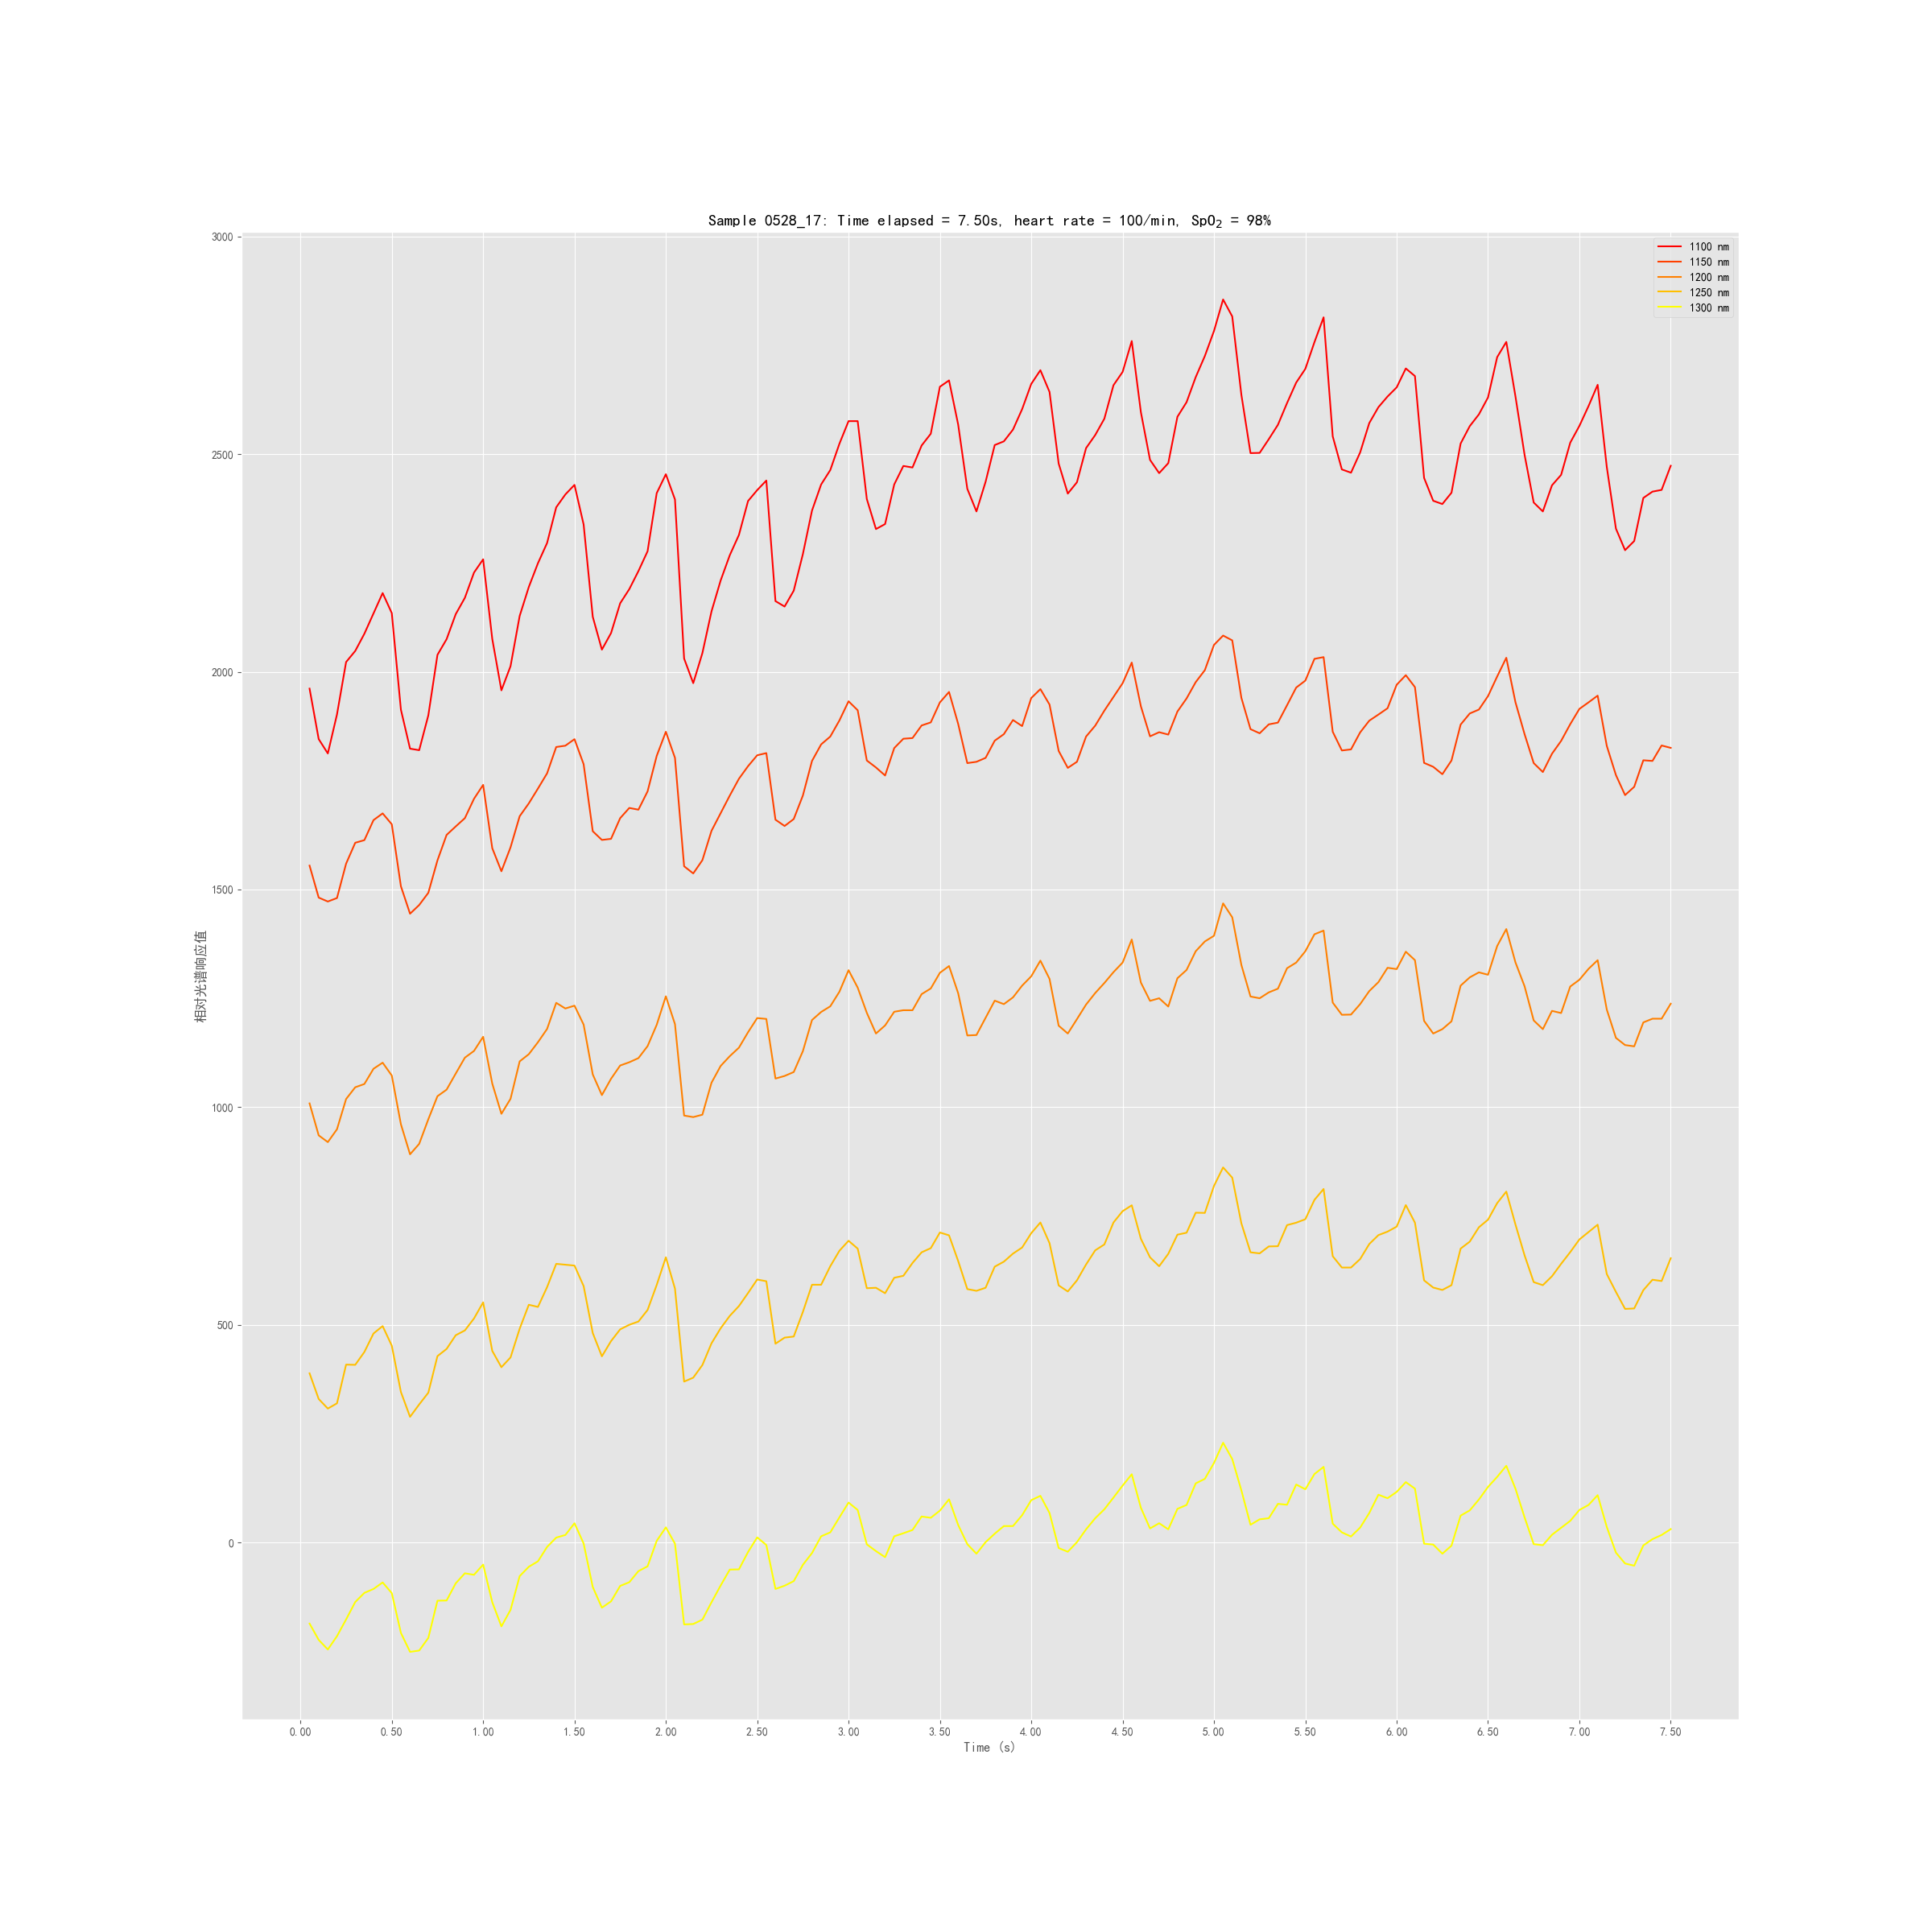 Sample 0528_17: Time elapsed = 7.50s, heart rate = 100/min, SpO₂ = 98%
1100 nm
1150 nm
1200 nm
1250 nm
1300 nm
3000
2500
2000
1500
1000
500
0
相对光谱响应值
0.00 0.50 1.00 1.50 2.00 2.50 3.00 3.50 4.00 4.50 5.00 5.50 6.00 6.50 7.00 7.50
Time (s)